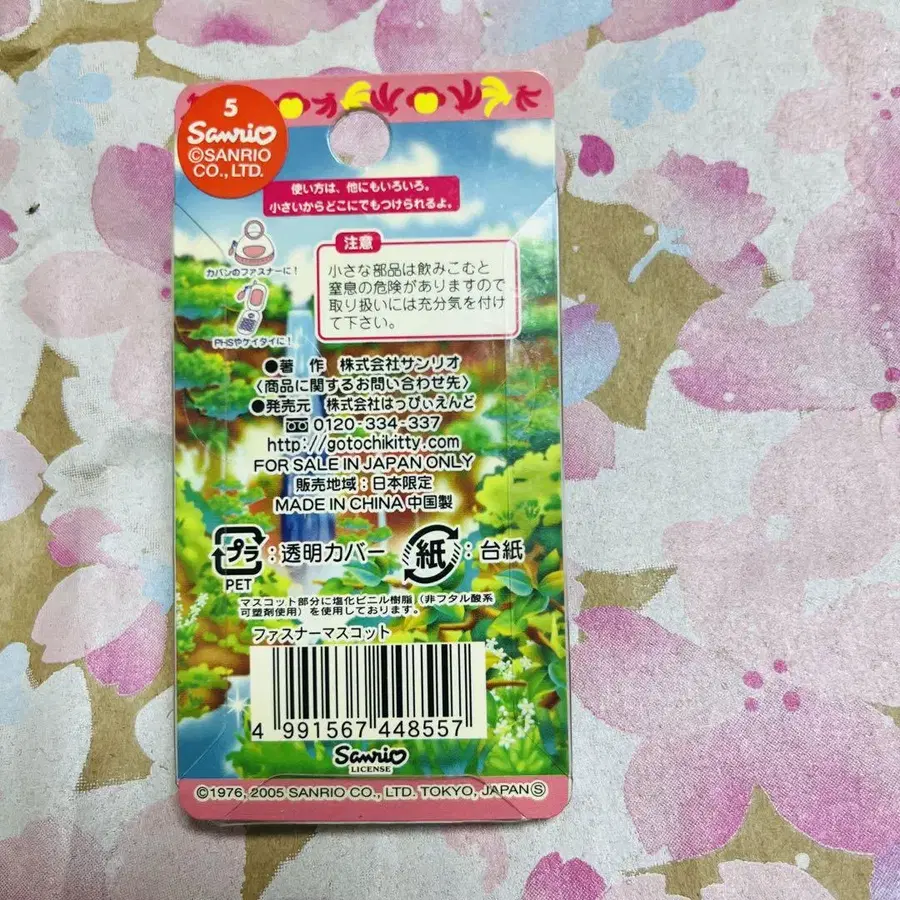 5
Sanrio
©SANRIO
CO., LTD.
使い方は、他にもいろいろ。
小さいからどこにでもつけられるよ。
カバンのファスナーに!
PHSやケイタイに!
注意
小さな部品は飲みこむと
窒息の危険がありますので
取り扱いには充分気を付け
て下さい。
●著 作 株式会社サンリオ
〈商品に関するお問い合わせ先〉
●発売元 株式会社はっぴぃえんど
0120-334-337
http://gotochikitty.com
FOR SALE IN JAPAN ONLY
販売地域:日本限定
MADE IN CHINA 中国製
プラ:透明カバー 紙:台紙
PET
マスコット部分に塩化ビニル樹脂(非フタル酸系
可塑剤使用)を使用しております。
ファスナーマスコット
4 991567 448557
Sanrio
LICENSE
©1976, 2005 SANRIO CO., LTD. TOKYO, JAPAN Ⓢ